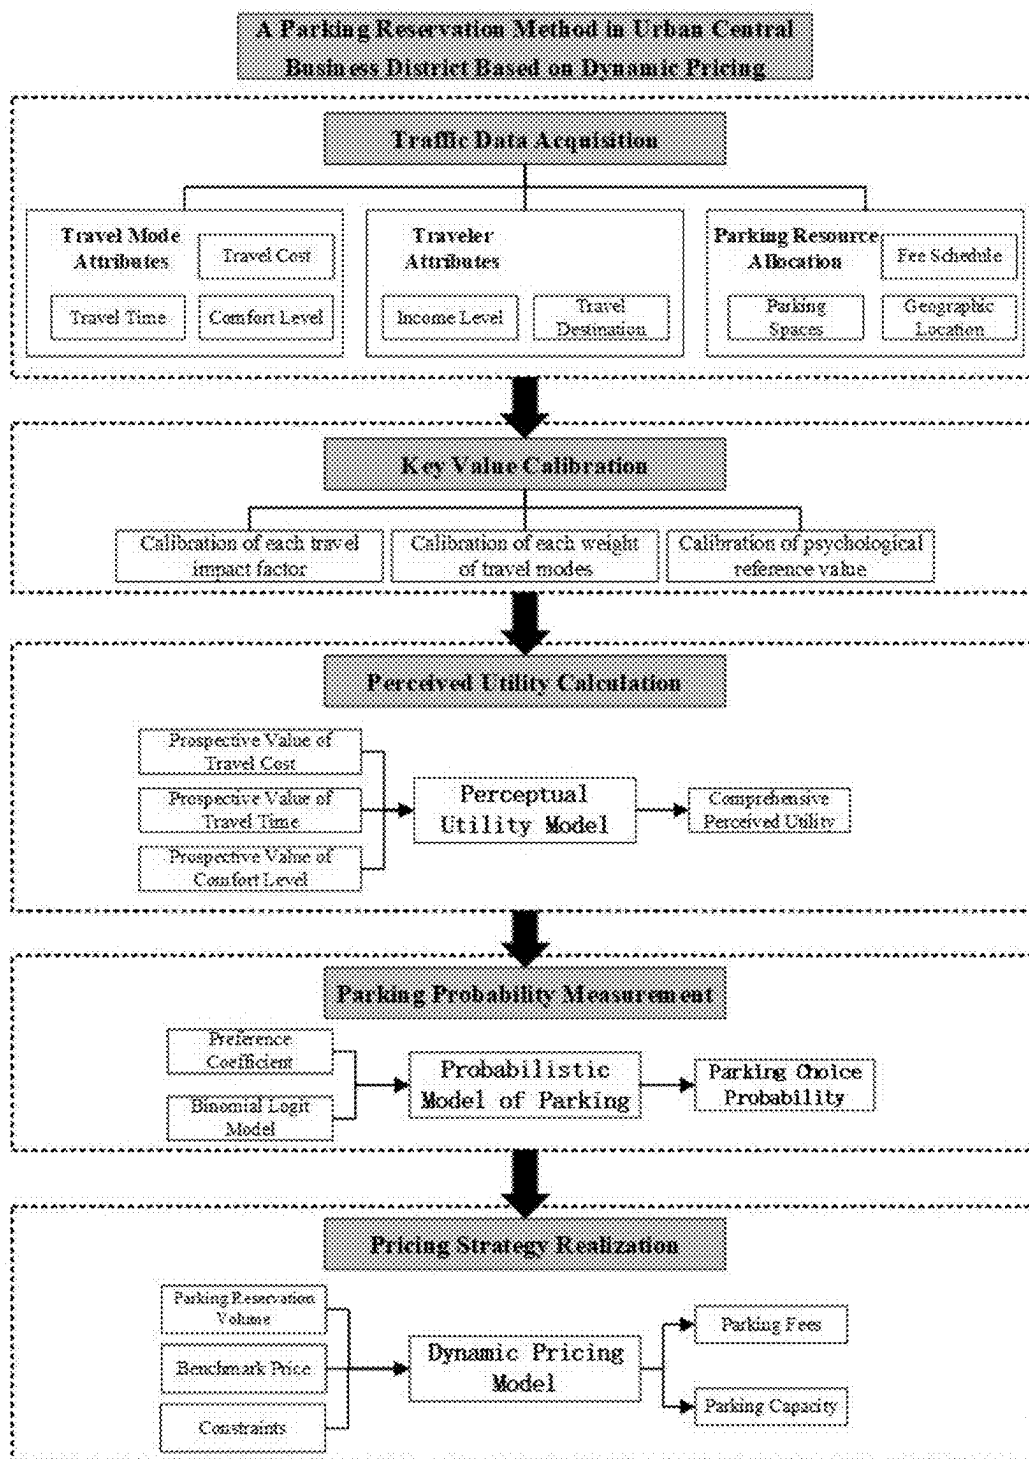 A Parking Reservation Method in Urban Central
Business District Based on Dynamic Pricing
Traffic Data Acquisition
Travel Mode
Attributes
Travel Cost
Travel Time
Comfort Level
Traveler
Attributes
Income Level
Travel
Destination
Parking Resource
Allocation
Fee Schedule
Parking
Spaces
Geographic
Location
Key Value Calibration
Calibration of each travel
impact factor
Calibration of each weight
of travel modes
Calibration of psychological
reference value
Perceived Utility Calculation
Prospective Value of
Travel Cost
Prospective Value of
Travel Time
Prospective Value of
Comfort Level
Perceptual
Utility Model
Comprehensive
Perceived Utility
Parking Probability Measurement
Preference
Coefficient
Binomial Logit
Model
Probabilistic
Model of Parking
Parking Choice
Probability
Pricing Strategy Realization
Parking Reservation
Volume
Benchmark Price
Constraints
Dynamic Pricing
Model
Parking Fees
Parking Capacity